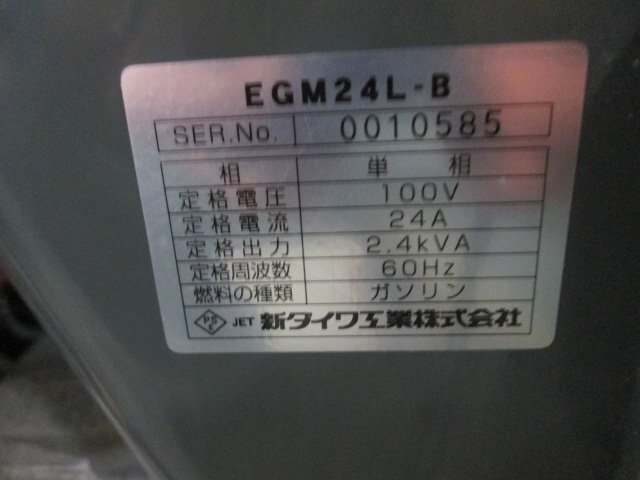 EGM24L-B
SER.No. 0010585
相 単相
定格電圧 100V
定格電流 24A
定格出力 2.4kVA
定格周波数 60Hz
燃料の種類 ガソリン
PSE JET 新ダイワ工業株式会社